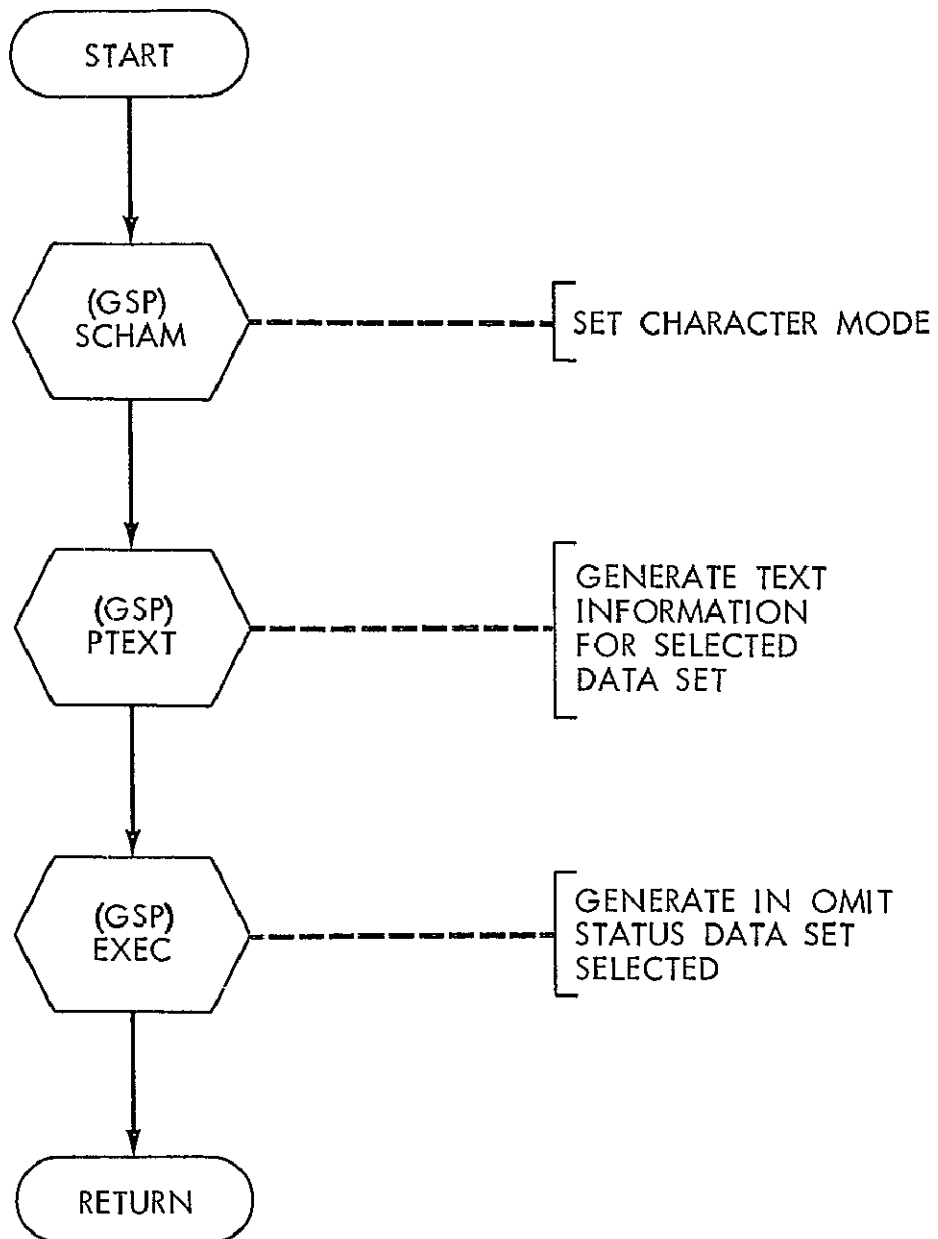 START
(GSP)
SCHAM
SET CHARACTER MODE
(GSP)
PTEXT
GENERATE TEXT
INFORMATION
FOR SELECTED
DATA SET
(GSP)
EXEC
GENERATE IN OMIT
STATUS DATA SET
SELECTED
RETURN